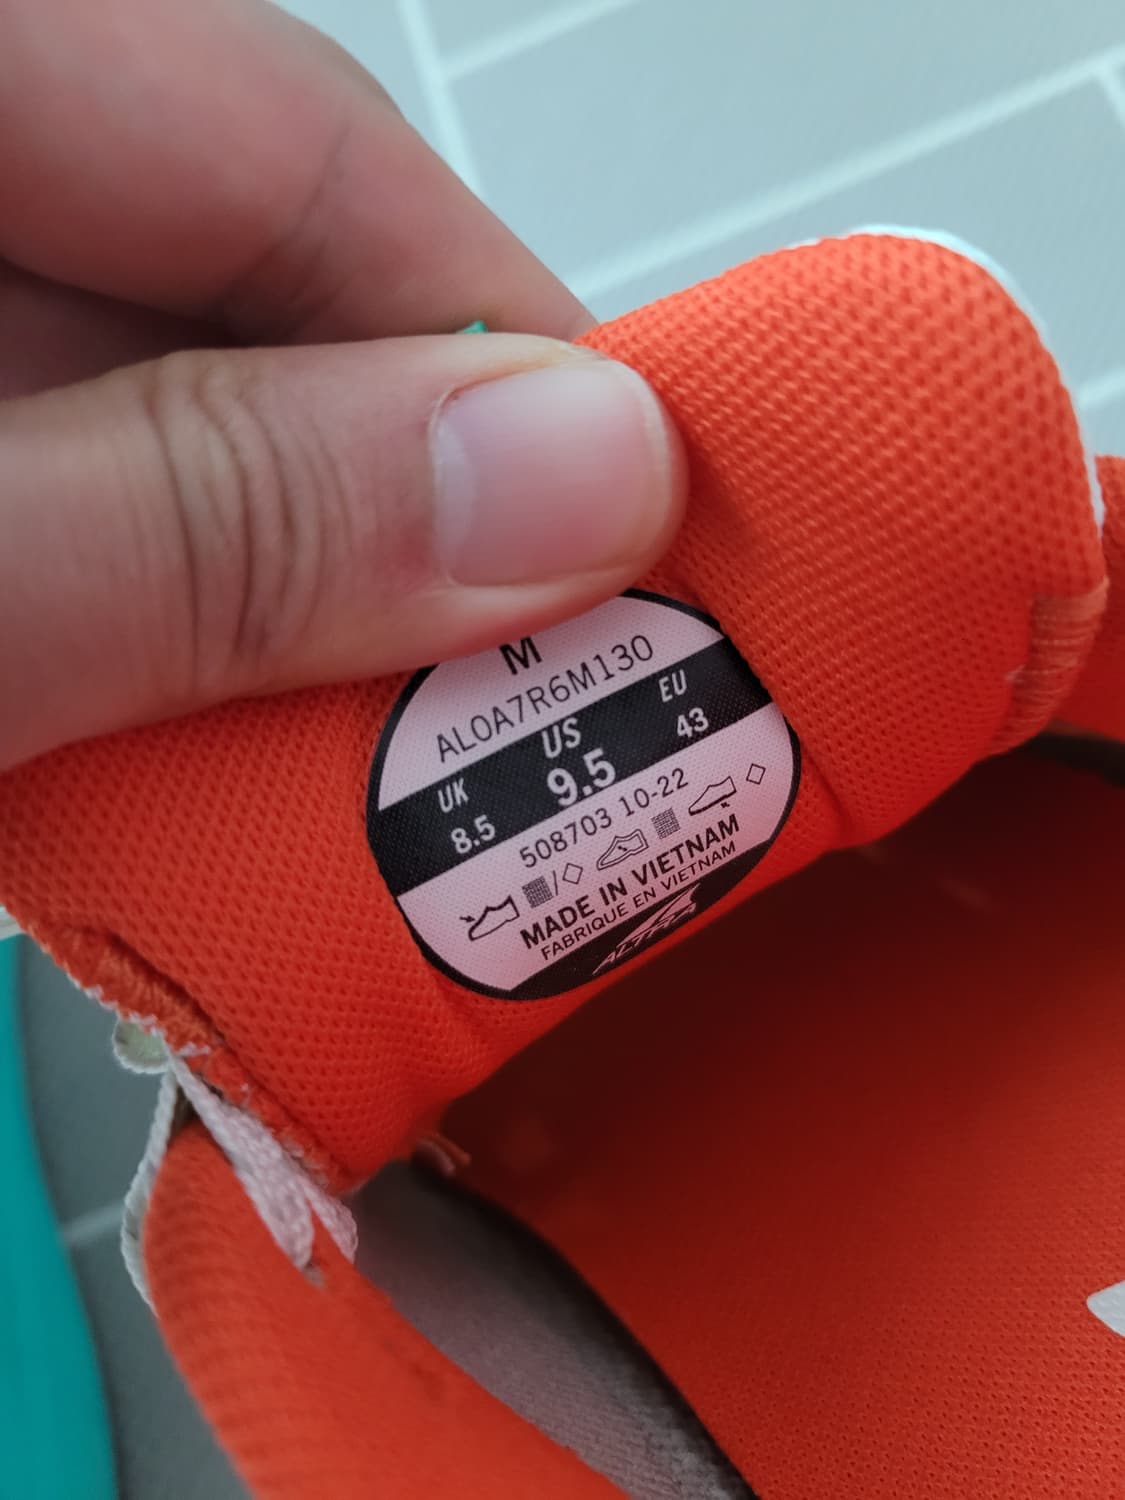 M
AL0A7R6M130
UK US EU
8.5 9.5 43
508703 10-22
MADE IN VIETNAM
FABRIQUE EN VIETNAM
ALTRA